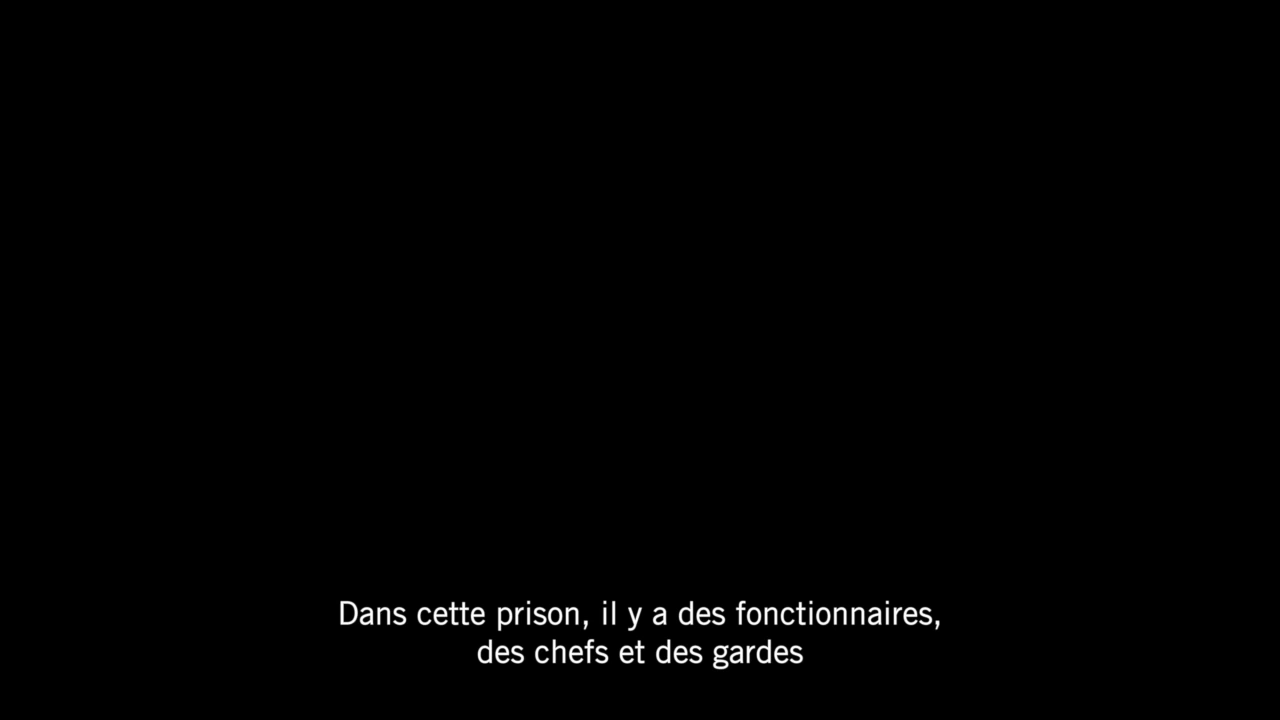 Dans cette prison, il y a des fonctionnaires,
des chefs et des gardes